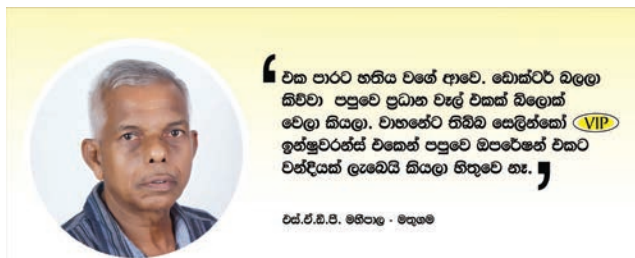 ‘ එක පාරට හතිය වගේ ආවෙ. ඩොක්ටර් බලලා
කිව්වා පපුවෙ ප්‍රධාන වෑල් එකක් බ්ලොක්
වෙලා කියලා. වාහනේට තිබ්බ සෙලින්කෝ VIP
ඉන්ෂුවරන්ස් එකෙන් පපුවෙ ඔපරේෂන් එකට
වන්දියක් ලැබෙයි කියලා හිතුවෙ නෑ. ’
එස්.ඒ.ඩී.පී. මහීපාල - මතුගම